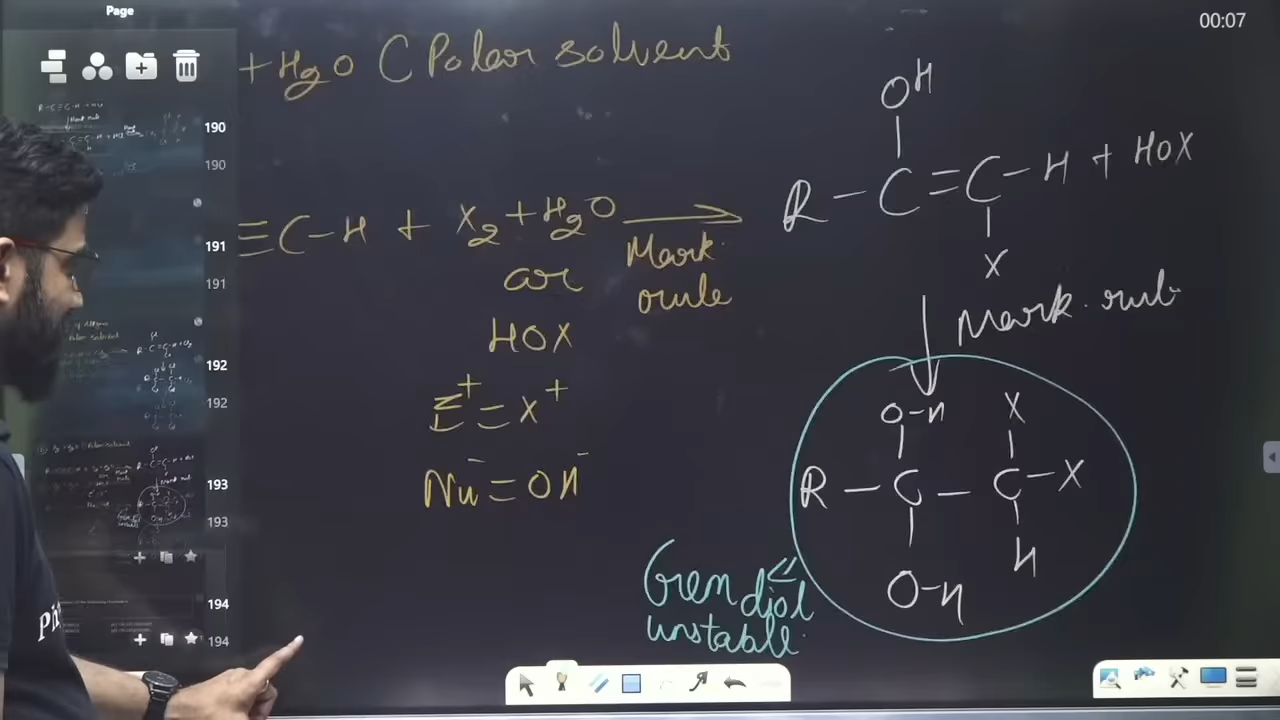 Page
00:07
+ H2O C Polar solvent
≡C-H + X2 + H2O
or
HOX
Mark.
rule
E+ = X+
Nu- = OH-
OH
R-C=C-H + HOX
X
Mark. rule
O-H X
R-C-C-X
O-H H
Gem diol
unstable
190
190
191
191
192
192
193
193
194
194